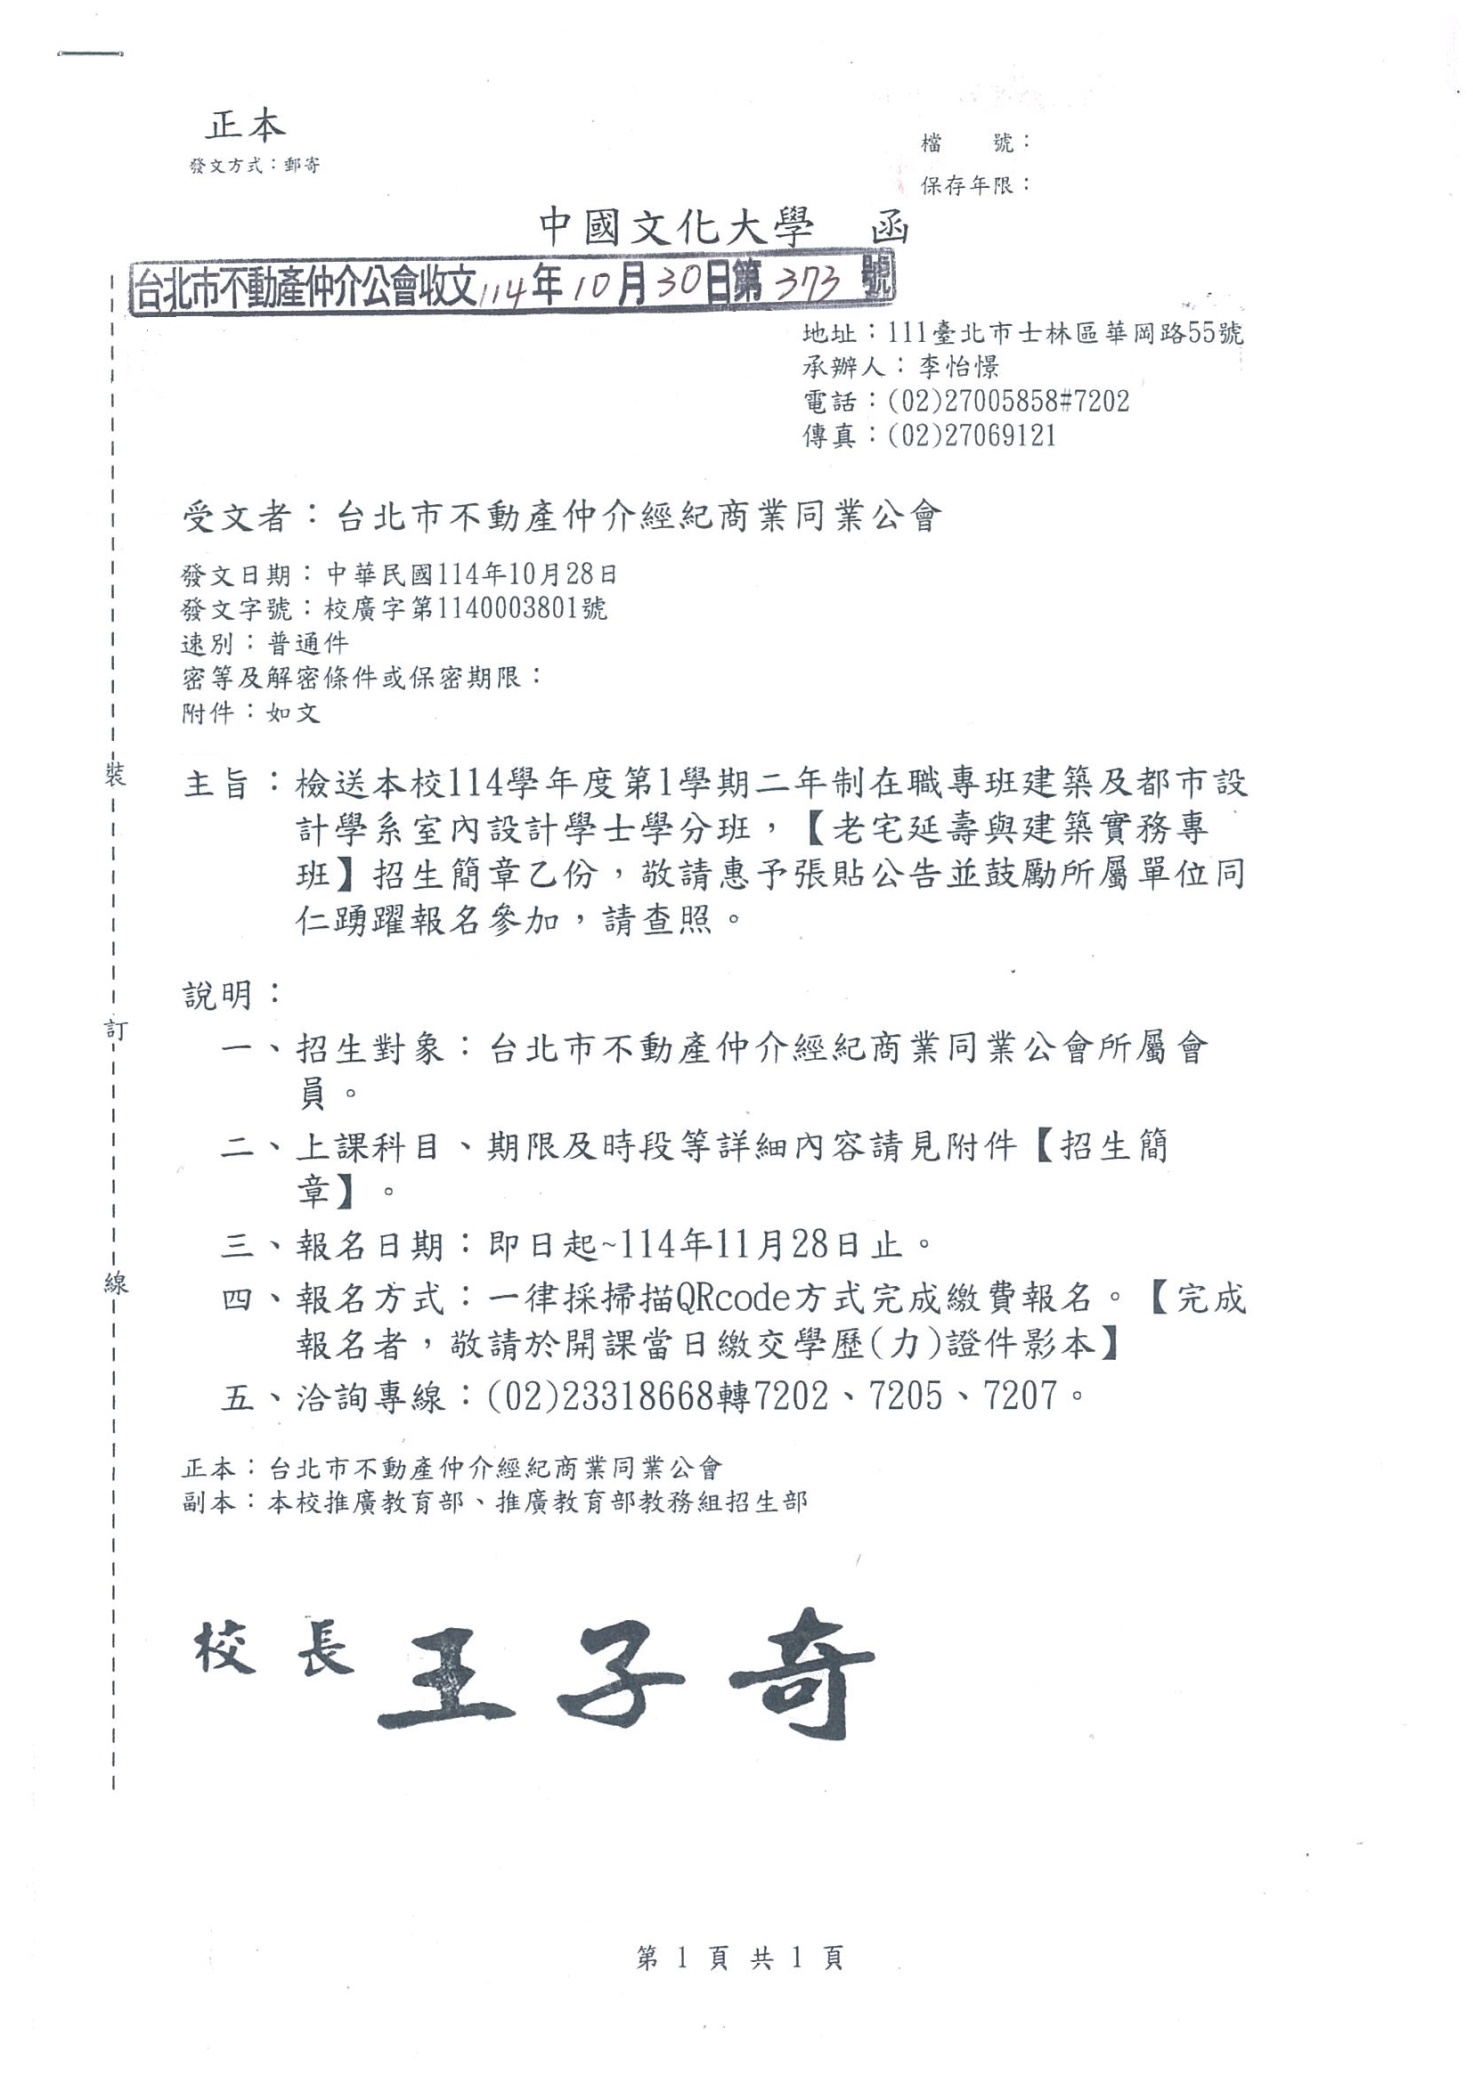 正本
發文方式：郵寄
檔　　號：
保存年限：
中國文化大學　函
台北市不動產仲介公會收文114年10月30日第373號
地址：111臺北市士林區華岡路55號
承辦人：李怡憬
電話：(02)27005858#7202
傳真：(02)27069121
受文者：台北市不動產仲介經紀商業同業公會
發文日期：中華民國114年10月28日
發文字號：校廣字第1140003801號
速別：普通件
密等及解密條件或保密期限：
附件：如文
主旨：檢送本校114學年度第1學期二年制在職專班建築及都市設
計學系室內設計學士學分班，【老宅延壽與建築實務專
班】招生簡章乙份，敬請惠予張貼公告並鼓勵所屬單位同
仁踴躍報名參加，請查照。
說明：
一、招生對象：台北市不動產仲介經紀商業同業公會所屬會
員。
二、上課科目、期限及時段等詳細內容請見附件【招生簡
章】。
三、報名日期：即日起~114年11月28日止。
四、報名方式：一律採掃描QRcode方式完成繳費報名。【完成
報名者，敬請於開課當日繳交學歷(力)證件影本】
五、洽詢專線：(02)23318668轉7202、7205、7207。
正本：台北市不動產仲介經紀商業同業公會
副本：本校推廣教育部、推廣教育部教務組招生部
校長 王子奇
裝
訂
線
第 1 頁 共 1 頁